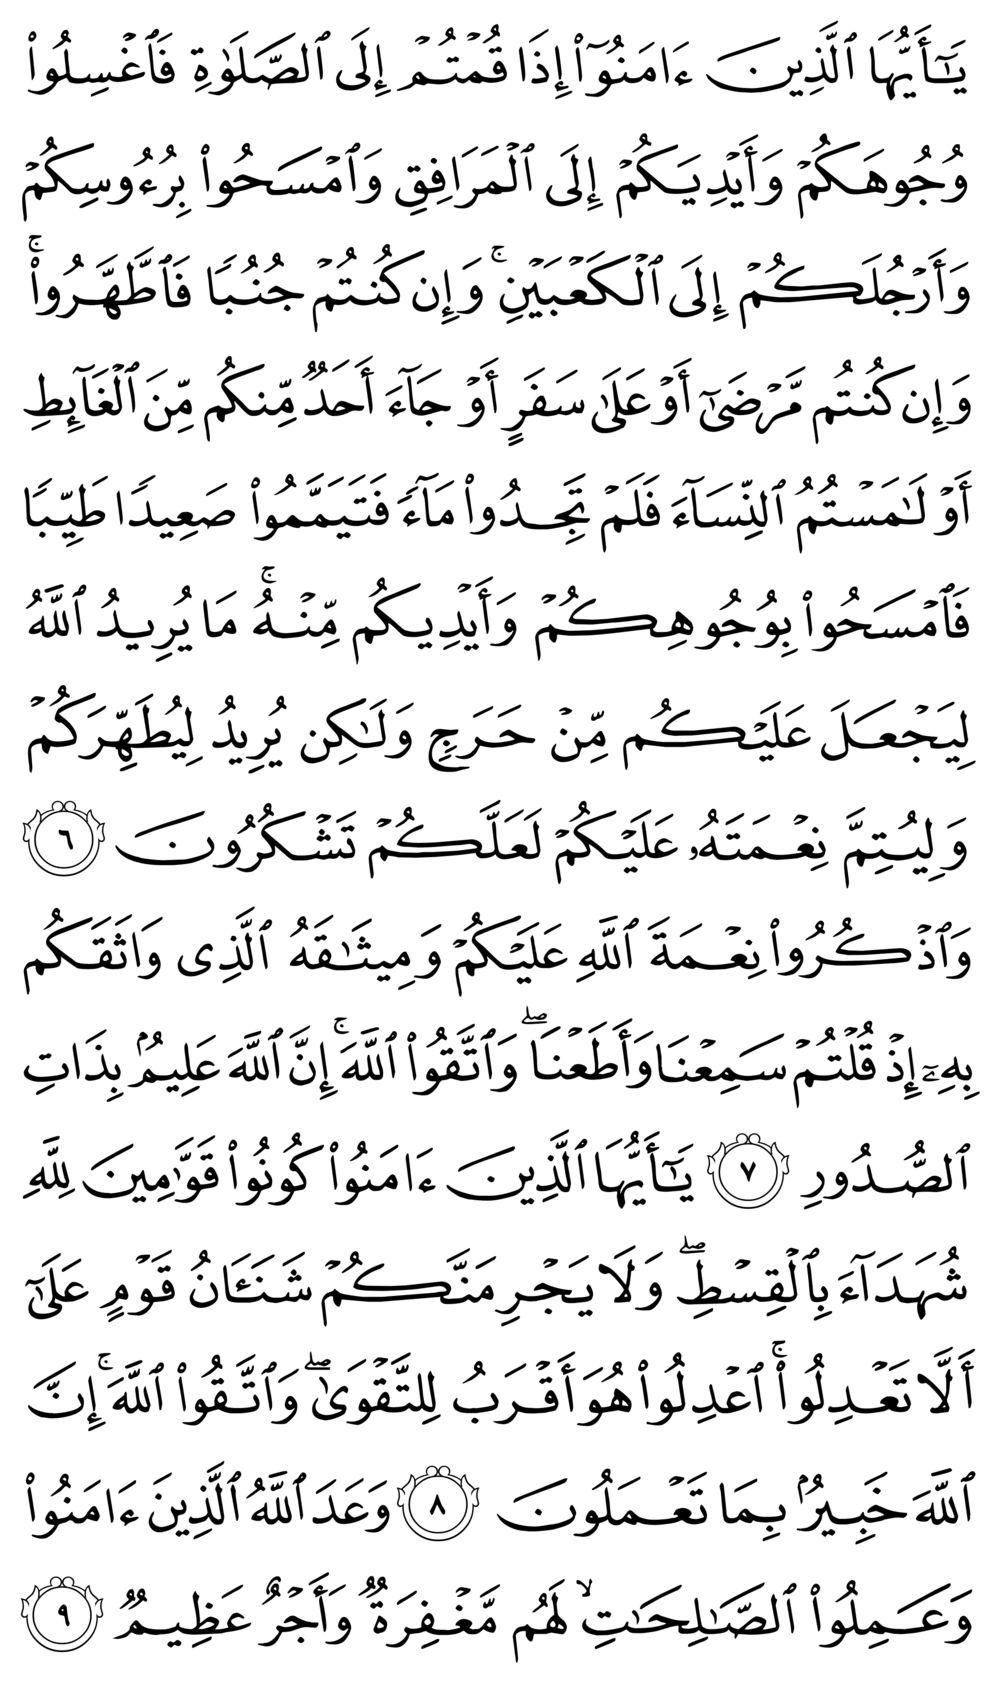 يَـٰٓأَيُّهَا ٱلَّذِينَ ءَامَنُوٓا۟ إِذَا قُمْتُمْ إِلَى ٱلصَّلَوٰةِ فَٱغْسِلُوا۟
وُجُوهَكُمْ وَأَيْدِيَكُمْ إِلَى ٱلْمَرَافِقِ وَٱمْسَحُوا۟ بِرُءُوسِكُمْ
وَأَرْجُلَكُمْ إِلَى ٱلْكَعْبَيْنِ ۚ وَإِن كُنتُمْ جُنُبًا فَٱطَّهَّرُوا۟ ۚ
وَإِن كُنتُم مَّرْضَىٰٓ أَوْ عَلَىٰ سَفَرٍ أَوْ جَآءَ أَحَدٌ مِّنكُم مِّنَ ٱلْغَآئِطِ
أَوْ لَـٰمَسْتُمُ ٱلنِّسَآءَ فَلَمْ تَجِدُوا۟ مَآءً فَتَيَمَّمُوا۟ صَعِيدًا طَيِّبًا
فَٱمْسَحُوا۟ بِوُجُوهِكُمْ وَأَيْدِيكُم مِّنْهُ ۚ مَا يُرِيدُ ٱللَّهُ
لِيَجْعَلَ عَلَيْكُم مِّنْ حَرَجٍ وَلَـٰكِن يُرِيدُ لِيُطَهِّرَكُمْ
وَلِيُتِمَّ نِعْمَتَهُۥ عَلَيْكُمْ لَعَلَّكُمْ تَشْكُرُونَ ٦
وَٱذْكُرُوا۟ نِعْمَةَ ٱللَّهِ عَلَيْكُمْ وَمِيثَـٰقَهُ ٱلَّذِى وَاثَقَكُم
بِهِۦٓ إِذْ قُلْتُمْ سَمِعْنَا وَأَطَعْنَا ۖ وَٱتَّقُوا۟ ٱللَّهَ ۚ إِنَّ ٱللَّهَ عَلِيمٌۢ بِذَاتِ
ٱلصُّدُورِ ٧ يَـٰٓأَيُّهَا ٱلَّذِينَ ءَامَنُوا۟ كُونُوا۟ قَوَّٰمِينَ لِلَّهِ
شُهَدَآءَ بِٱلْقِسْطِ ۖ وَلَا يَجْرِمَنَّكُمْ شَنَـَٔانُ قَوْمٍ عَلَىٰٓ
أَلَّا تَعْدِلُوا۟ ۚ ٱعْدِلُوا۟ هُوَ أَقْرَبُ لِلتَّقْوَىٰ ۖ وَٱتَّقُوا۟ ٱللَّهَ ۚ إِنَّ
ٱللَّهَ خَبِيرٌۢ بِمَا تَعْمَلُونَ ٨ وَعَدَ ٱللَّهُ ٱلَّذِينَ ءَامَنُوا۟
وَعَمِلُوا۟ ٱلصَّـٰلِحَـٰتِ ۙ لَهُم مَّغْفِرَةٌ وَأَجْرٌ عَظِيمٌ ٩